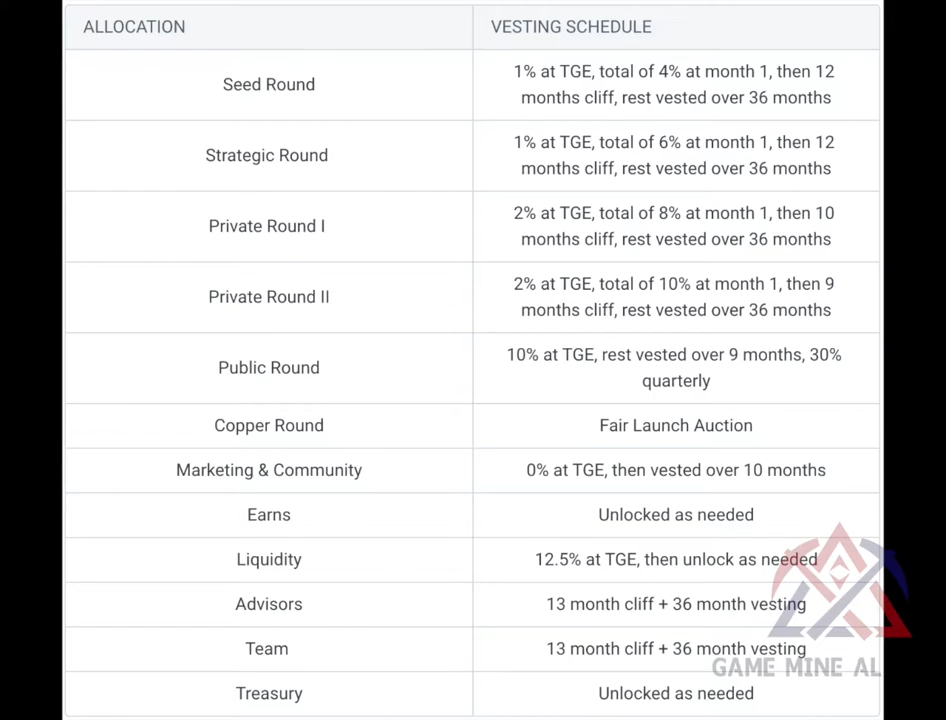 ALLOCATION
VESTING SCHEDULE
Seed Round
1% at TGE, total of 4% at month 1, then 12
months cliff, rest vested over 36 months
Strategic Round
1% at TGE, total of 6% at month 1, then 12
months cliff, rest vested over 36 months
Private Round I
2% at TGE, total of 8% at month 1, then 10
months cliff, rest vested over 36 months
Private Round II
2% at TGE, total of 10% at month 1, then 9
months cliff, rest vested over 36 months
Public Round
10% at TGE, rest vested over 9 months, 30%
quarterly
Copper Round
Fair Launch Auction
Marketing & Community
0% at TGE, then vested over 10 months
Earns
Unlocked as needed
Liquidity
12.5% at TGE, then unlock as needed
Advisors
13 month cliff + 36 month vesting
Team
13 month cliff + 36 month vesting
GAME MINE AL
Treasury
Unlocked as needed